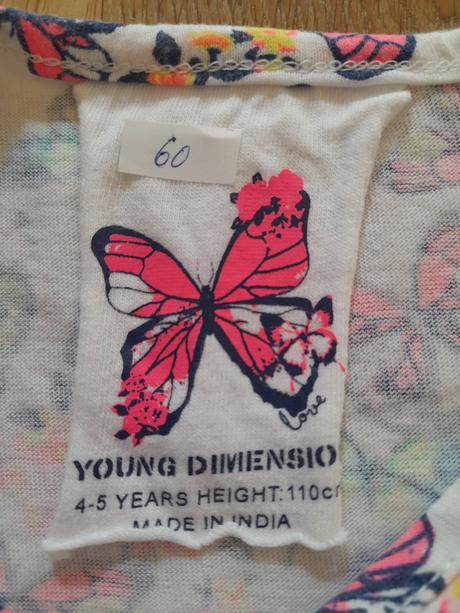 60
love
YOUNG DIMENSIO
4-5 YEARS HEIGHT:110c
MADE IN INDIA